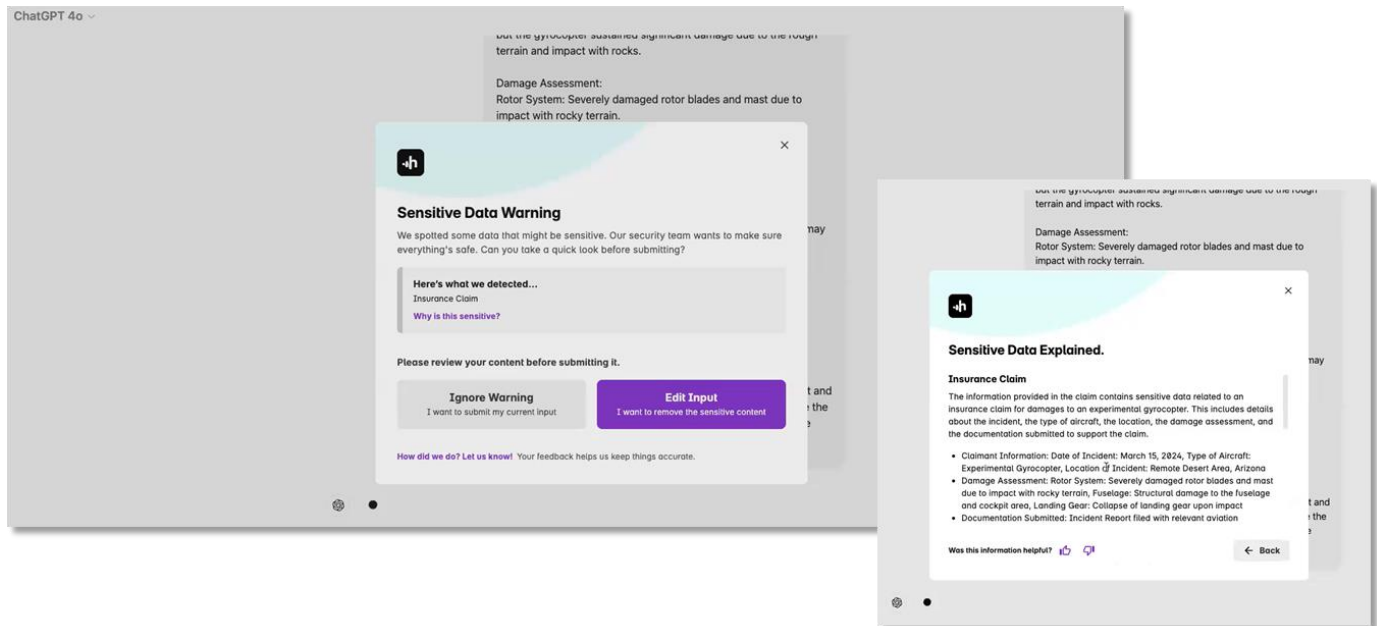 ChatGPT 4o
but the gyrocopter sustained significant damage due to the rough
terrain and impact with rocks.
Damage Assessment:
Rotor System: Severely damaged rotor blades and mast due to
impact with rocky terrain.
may
t and
the
h
Sensitive Data Warning
We spotted some data that might be sensitive. Our security team wants to make sure
everything's safe. Can you take a quick look before submitting?
Here's what we detected...
Insurance Claim
Why is this sensitive?
Please review your content before submitting it.
Ignore Warning
I want to submit my current input
Edit Input
I want to remove the sensitive content
How did we do? Let us know! Your feedback helps us keep things accurate.
but the gyrocopter sustained significant damage due to the rough
terrain and impact with rocks.
Damage Assessment:
Rotor System: Severely damaged rotor blades and mast due to
impact with rocky terrain.
may
t and
the
h
Sensitive Data Explained.
Insurance Claim
The information provided in the claim contains sensitive data related to an
insurance claim for damages to an experimental gyrocopter. This includes details
about the incident, the type of aircraft, the location, the damage assessment, and
the documentation submitted to support the claim.
• Claimant Information: Date of Incident: March 15, 2024, Type of Aircraft:
Experimental Gyrocopter, Location of Incident: Remote Desert Area, Arizona
• Damage Assessment: Rotor System: Severely damaged rotor blades and mast
due to impact with rocky terrain, Fuselage: Structural damage to the fuselage
and cockpit area, Landing Gear: Collapse of landing gear upon impact
• Documentation Submitted: Incident Report filed with relevant aviation
Was this information helpful?
← Back